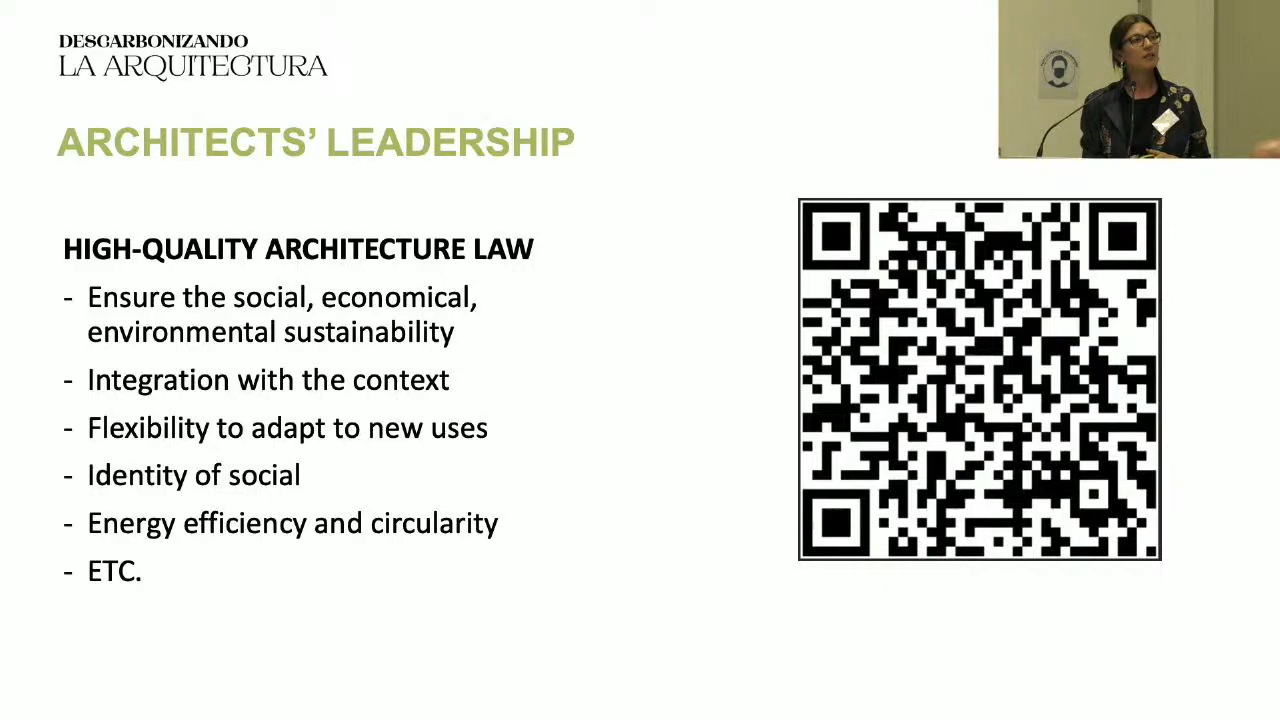 DESCARBONIZANDO
LA ARQUITECTURA
ARCHITECTS’ LEADERSHIP
HIGH-QUALITY ARCHITECTURE LAW
- Ensure the social, economical,
environmental sustainability
- Integration with the context
- Flexibility to adapt to new uses
- Identity of social
- Energy efficiency and circularity
- ETC.